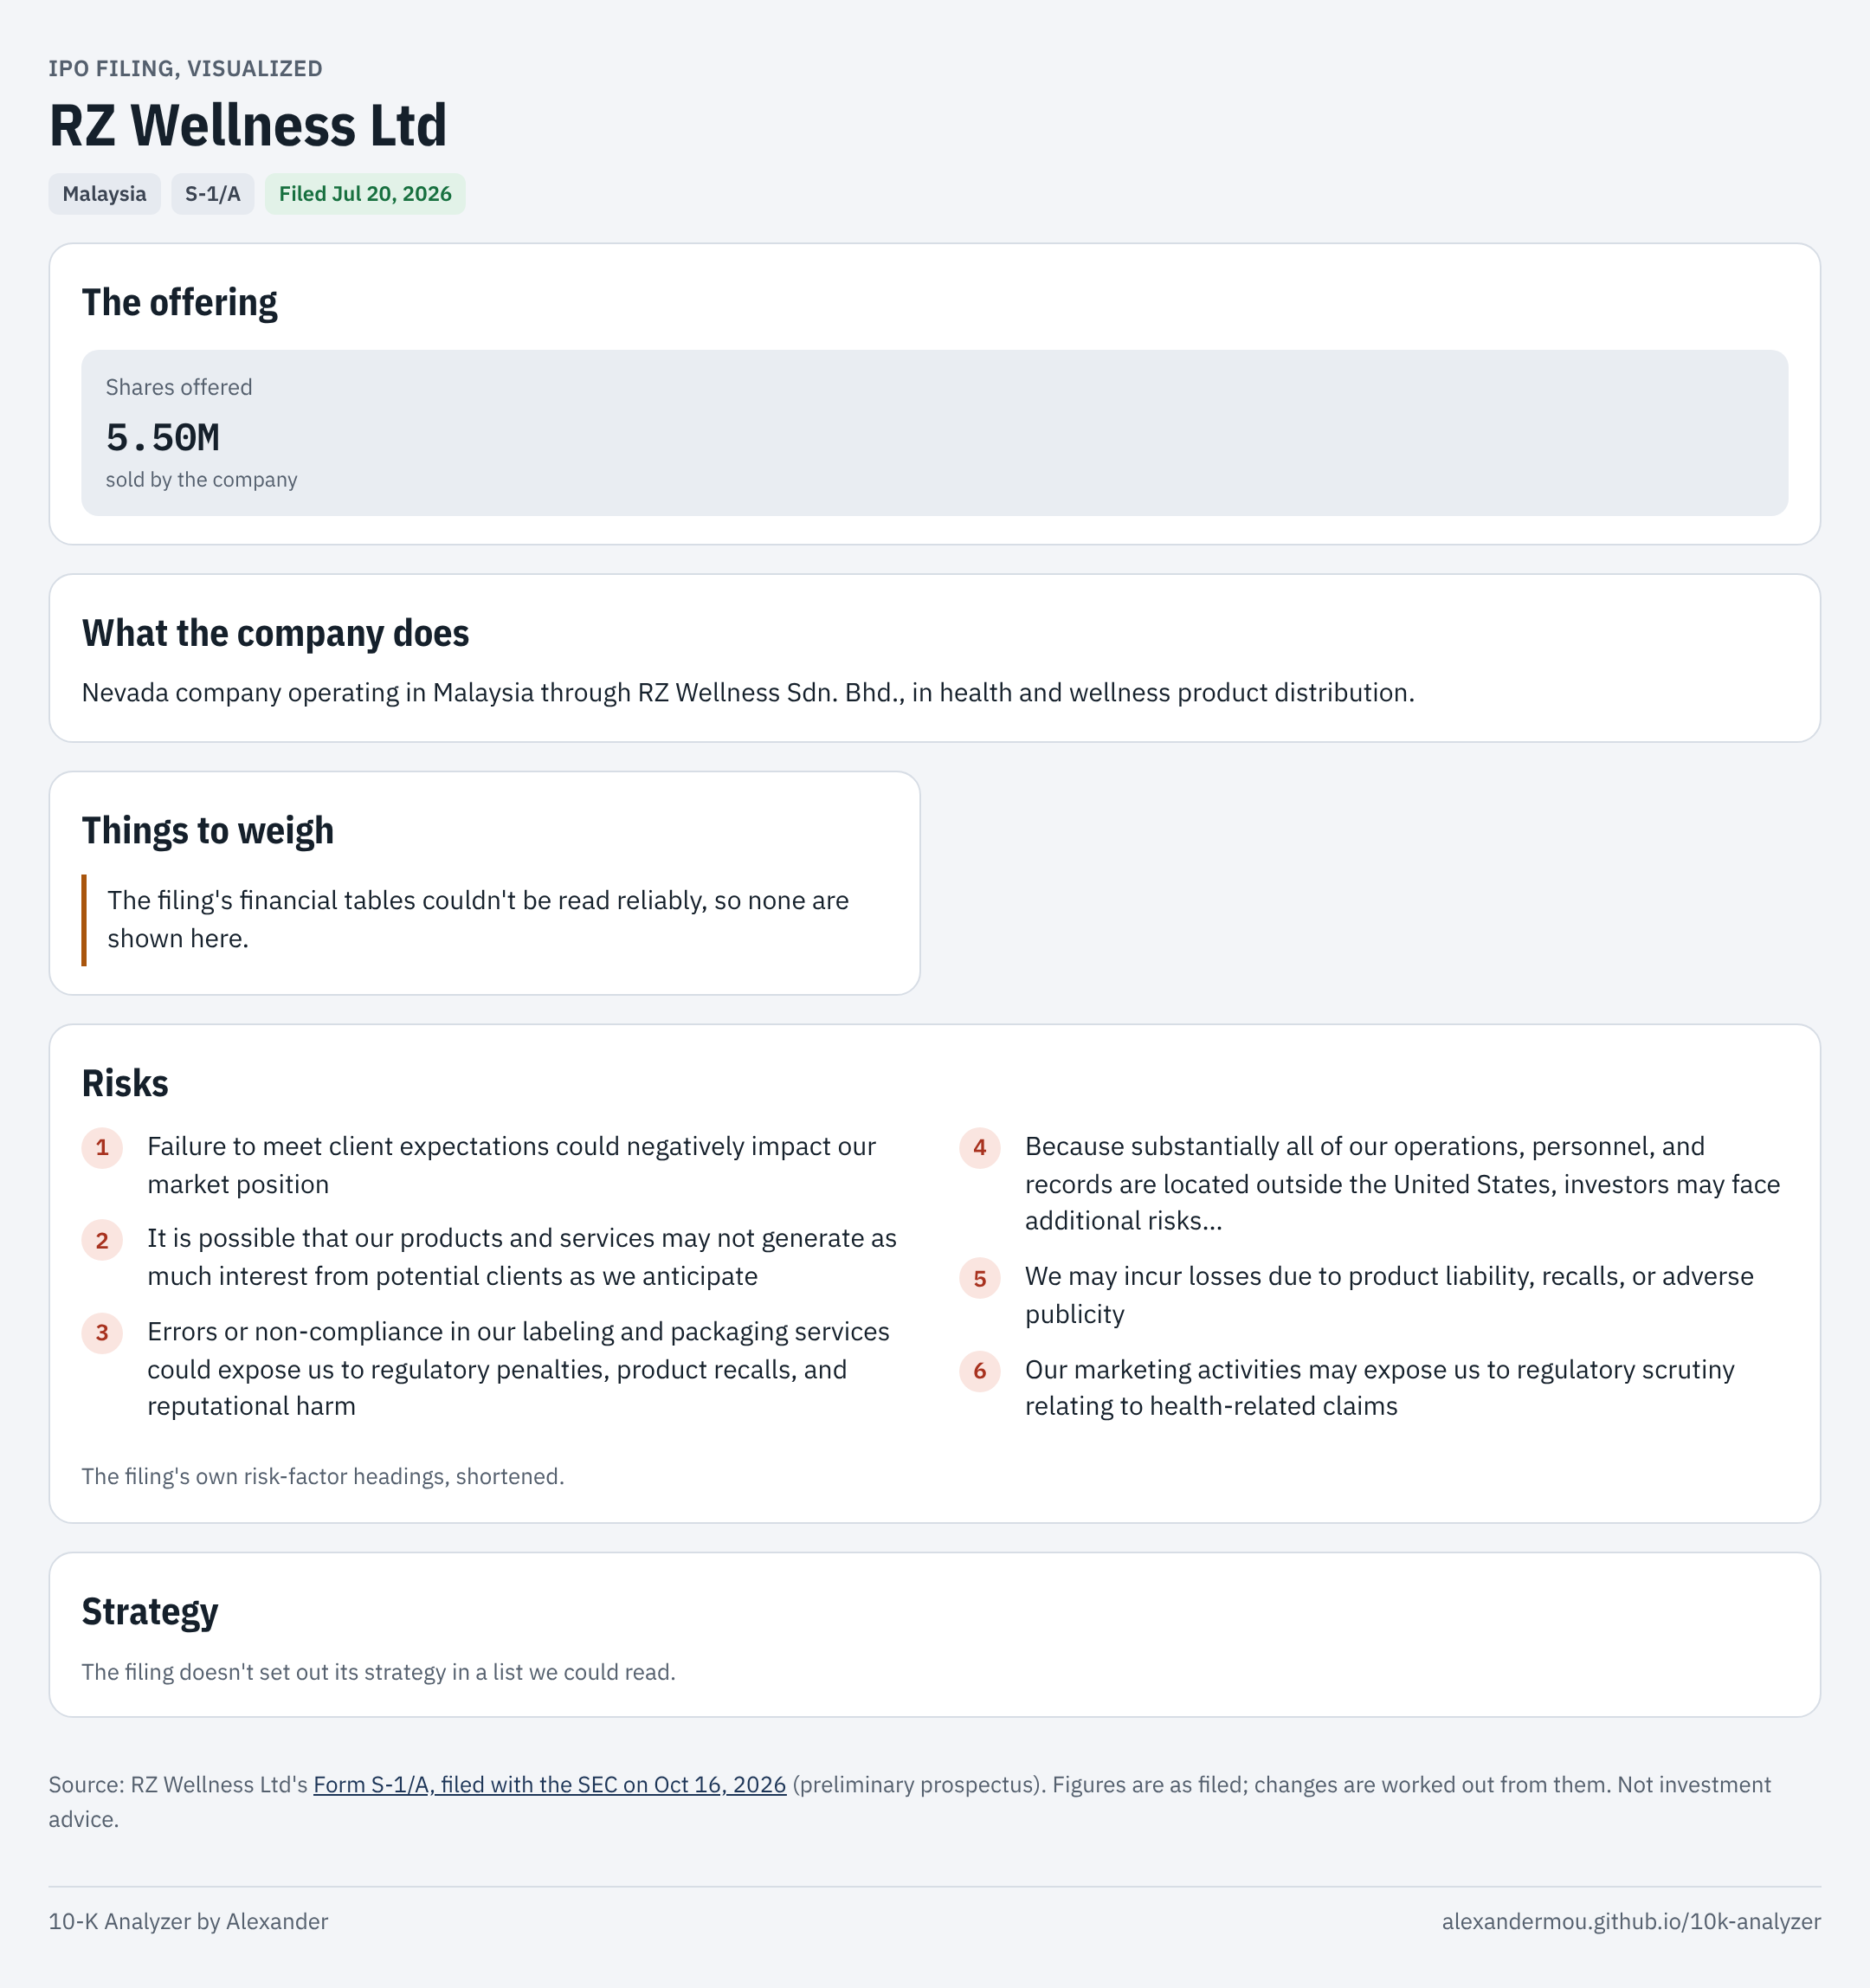 IPO FILING, VISUALIZED
RZ Wellness Ltd
Malaysia
S-1/A
Filed Jul 20, 2026
The offering
Shares offered
5.50M
sold by the company
What the company does
Nevada company operating in Malaysia through RZ Wellness Sdn. Bhd., in health and wellness product distribution.
Things to weigh
The filing's financial tables couldn't be read reliably, so none are
shown here.
Risks
1 Failure to meet client expectations could negatively impact our
market position
2 It is possible that our products and services may not generate as
much interest from potential clients as we anticipate
3 Errors or non-compliance in our labeling and packaging services
could expose us to regulatory penalties, product recalls, and
reputational harm
4 Because substantially all of our operations, personnel, and
records are located outside the United States, investors may face
additional risks...
5 We may incur losses due to product liability, recalls, or adverse
publicity
6 Our marketing activities may expose us to regulatory scrutiny
relating to health-related claims
The filing's own risk-factor headings, shortened.
Strategy
The filing doesn't set out its strategy in a list we could read.
Source: RZ Wellness Ltd's Form S-1/A, filed with the SEC on Oct 16, 2026 (preliminary prospectus). Figures are as filed; changes are worked out from them. Not investment
advice.
10-K Analyzer by Alexander
alexandermou.github.io/10k-analyzer